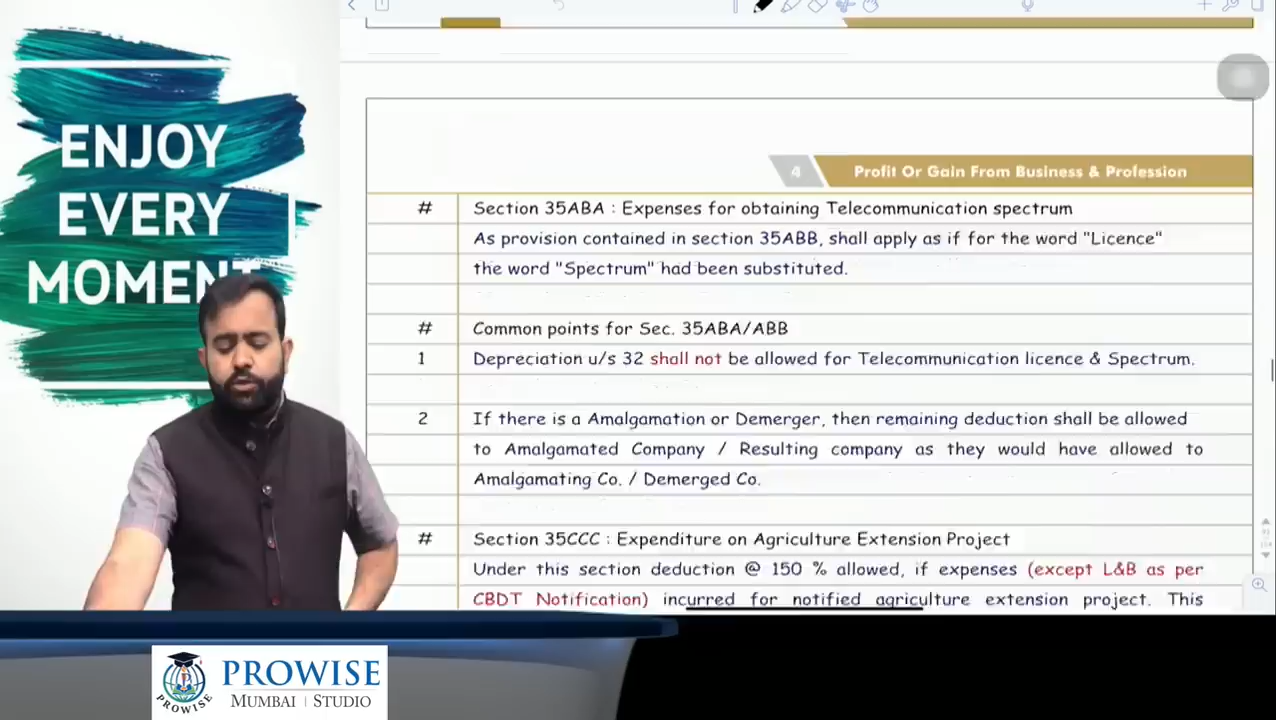 ENJOY
EVERY
MOMENT
4 Profit Or Gain From Business & Profession
# Section 35ABA : Expenses for obtaining Telecommunication spectrum
As provision contained in section 35ABB, shall apply as if for the word "Licence"
the word "Spectrum" had been substituted.
# Common points for Sec. 35ABA/ABB
1 Depreciation u/s 32 shall not be allowed for Telecommunication licence & Spectrum.
2 If there is a Amalgamation or Demerger, then remaining deduction shall be allowed
to Amalgamated Company / Resulting company as they would have allowed to
Amalgamating Co. / Demerged Co.
# Section 35CCC : Expenditure on Agriculture Extension Project
Under this section deduction @ 150 % allowed, if expenses (except L&B as per
CBDT Notification) incurred for notified agriculture extension project. This
PROWISE
PROWISE
MUMBAI | STUDIO